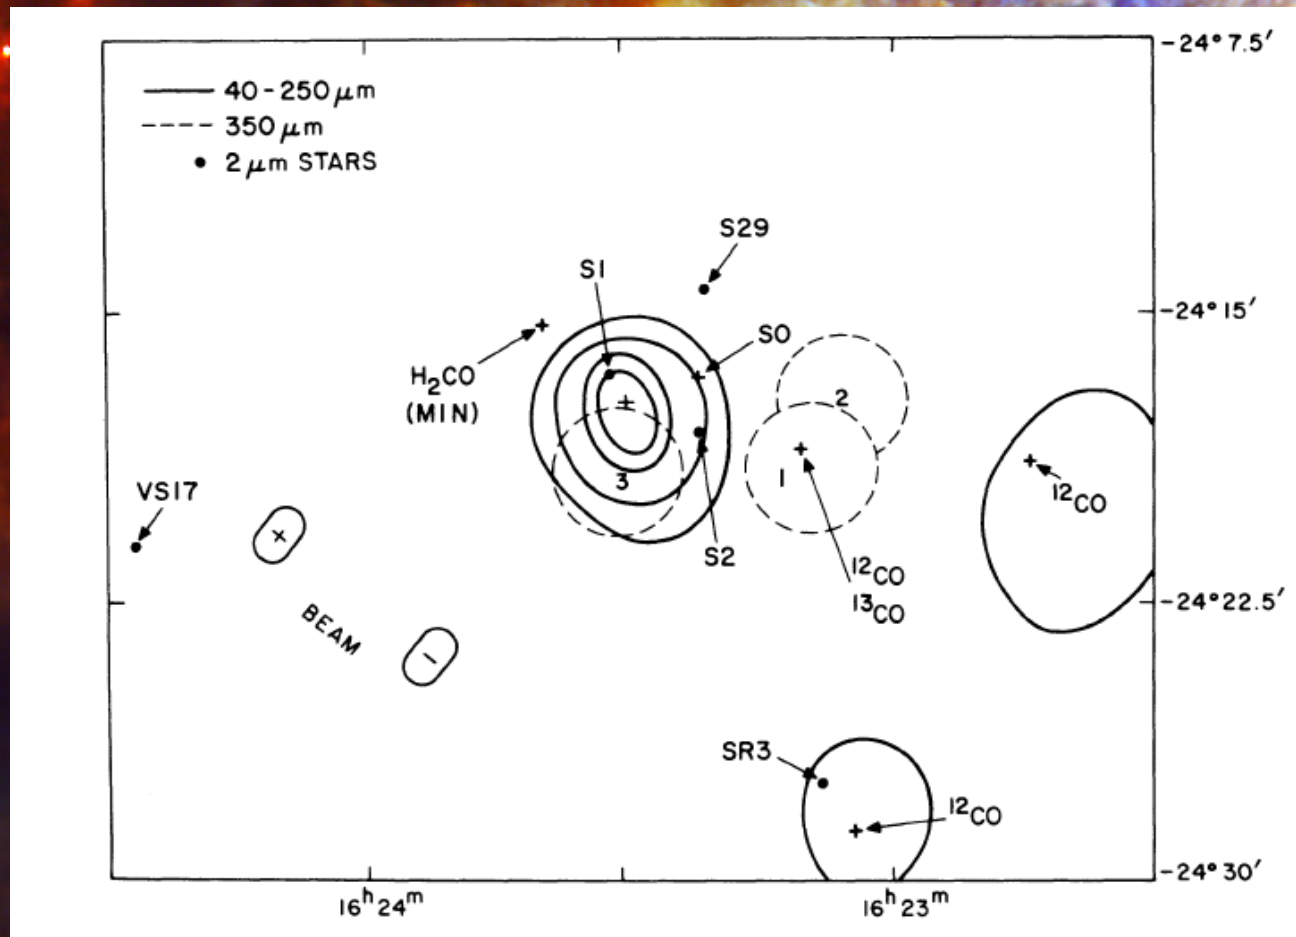 40-250 μm
350 μm
2 μm STARS
-24° 7.5′
S29
S1
-24° 15′
S0
H₂CO
(MIN)
2
3
1
¹²CO
VS17
S2
¹²CO
¹³CO
-24° 22.5′
BEAM
+
−
SR3
¹²CO
-24° 30′
16ʰ 24ᵐ
16ʰ 23ᵐ